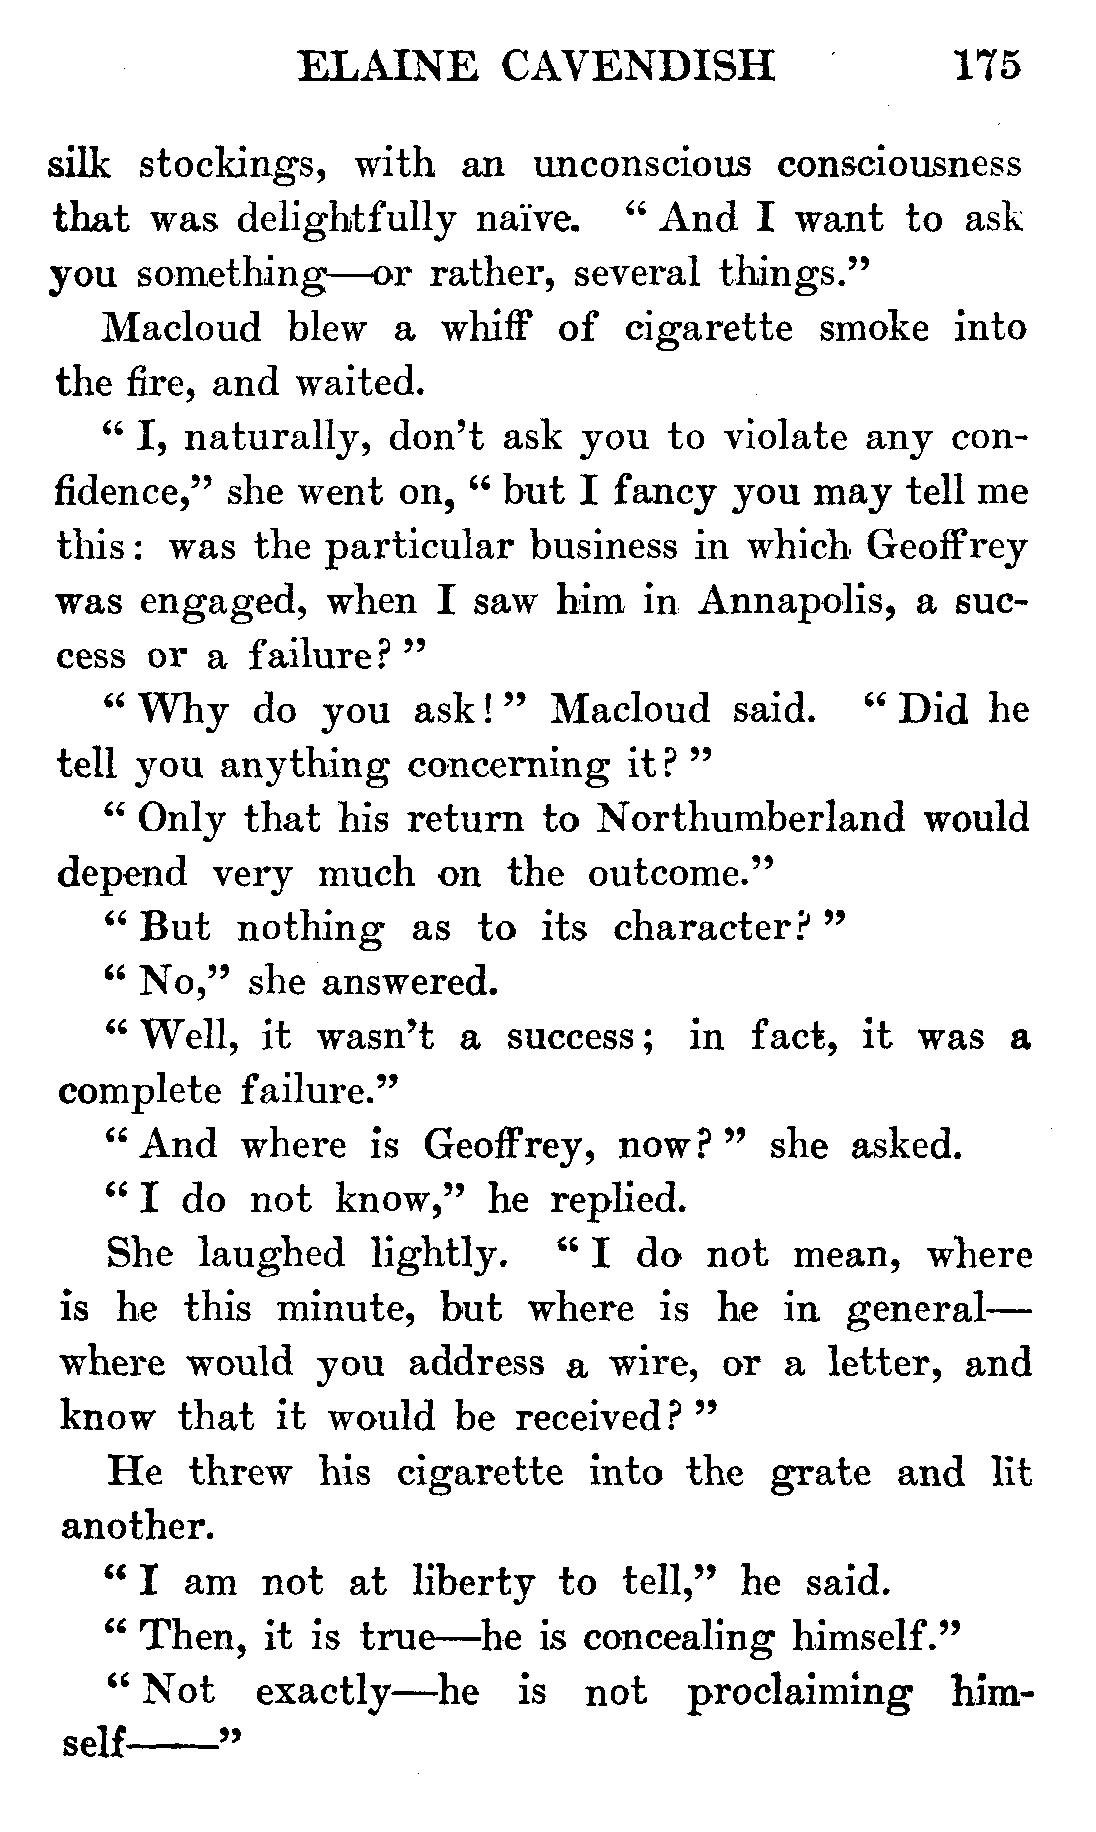 ELAINE CAVENDISH 175
silk stockings, with an unconscious consciousness
that was delightfully naïve. “ And I want to ask
you something—or rather, several things.”
Macloud blew a whiff of cigarette smoke into
the fire, and waited.
“ I, naturally, don’t ask you to violate any con-
fidence,” she went on, “ but I fancy you may tell me
this: was the particular business in which Geoffrey
was engaged, when I saw him in Annapolis, a suc-
cess or a failure? ”
“ Why do you ask! ” Macloud said. “ Did he
tell you anything concerning it? ”
“ Only that his return to Northumberland would
depend very much on the outcome.”
“ But nothing as to its character? ”
“ No,” she answered.
“ Well, it wasn’t a success; in fact, it was a
complete failure.”
“ And where is Geoffrey, now? ” she asked.
“ I do not know,” he replied.
She laughed lightly. “ I do not mean, where
is he this minute, but where is he in general—
where would you address a wire, or a letter, and
know that it would be received? ”
He threw his cigarette into the grate and lit
another.
“ I am not at liberty to tell,” he said.
“ Then, it is true—he is concealing himself.”
“ Not exactly—he is not proclaiming him-
self——”